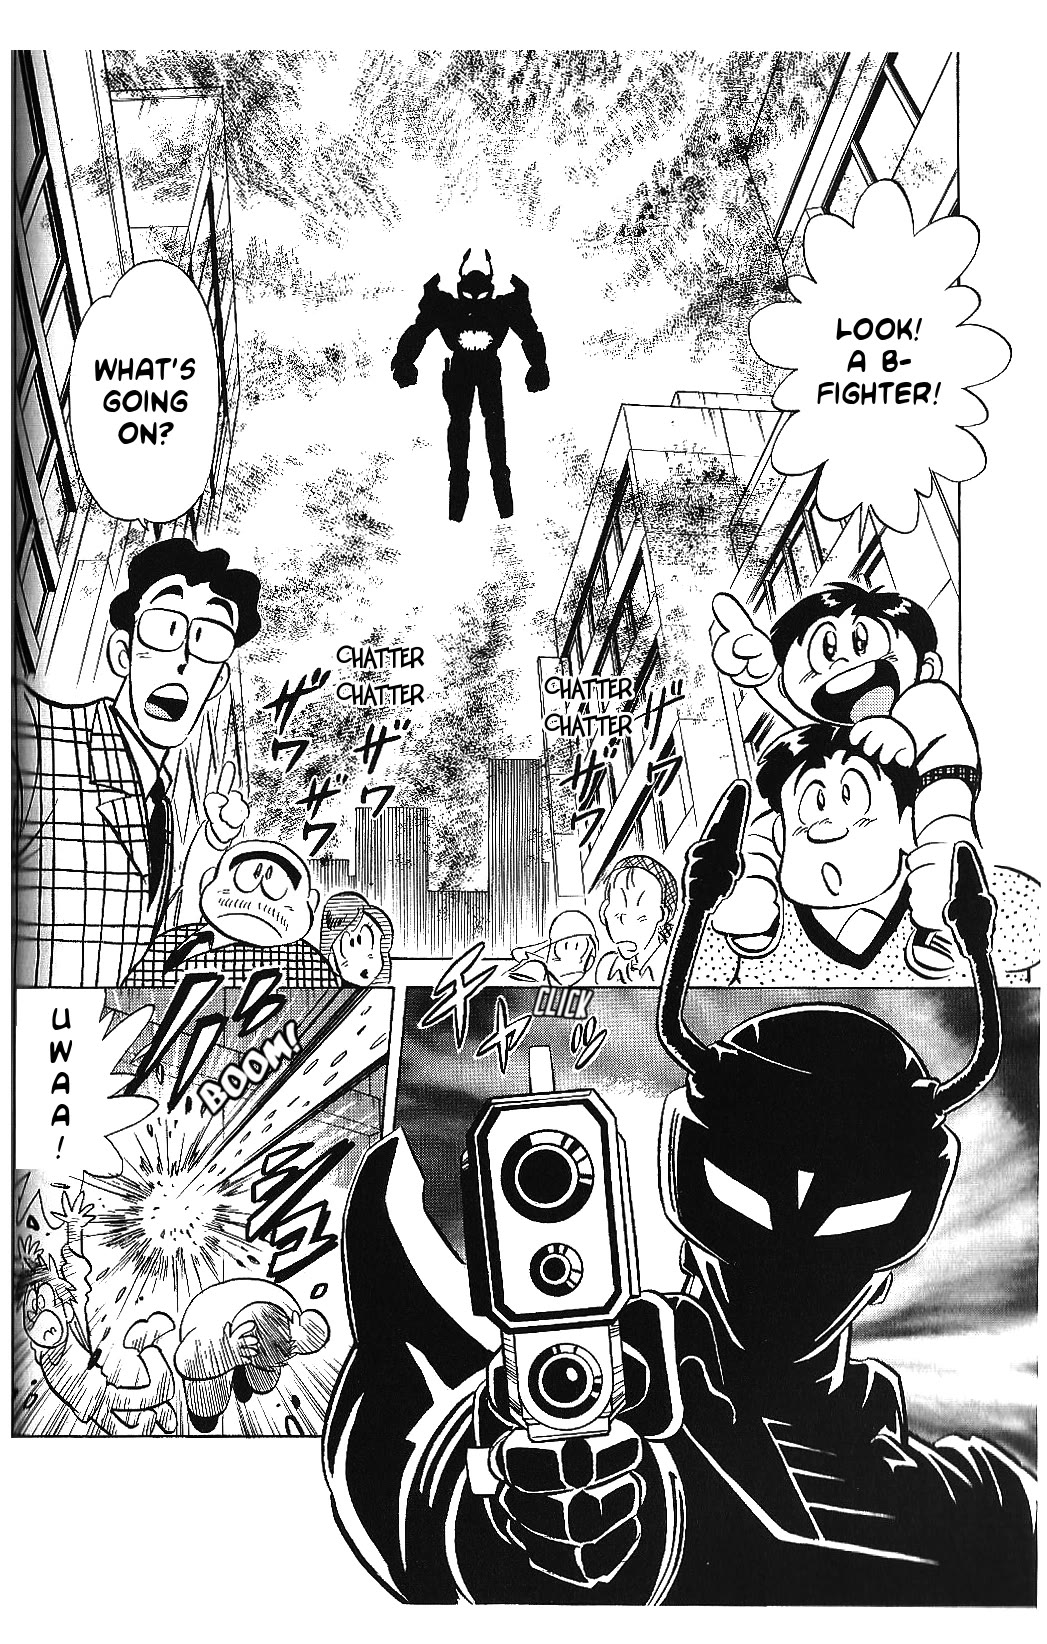 LOOK!
A B-
FIGHTER!
WHAT'S
GOING
ON?
CHATTER
CHATTER
ザワ
ザワ
CHATTER
CHATTER
ザワ
ザワ
ザワ
CLICK
チャッ
BOOM!
UWAA!